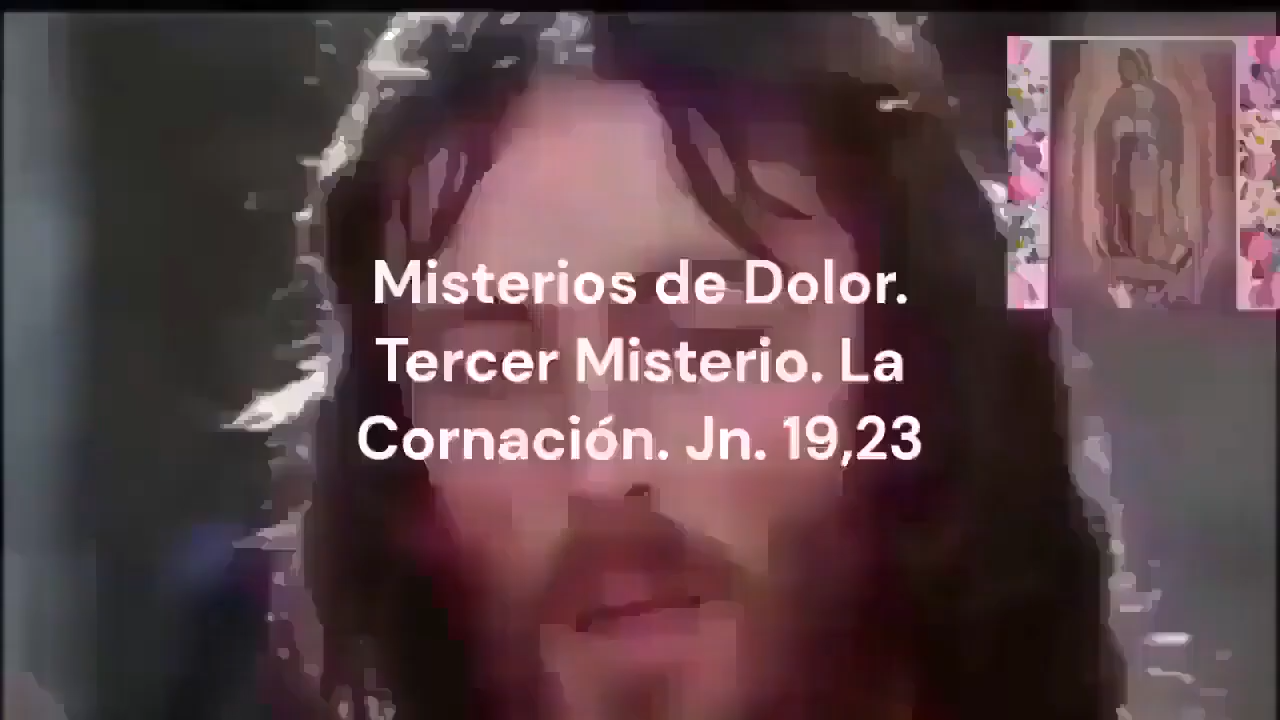 Misterios de Dolor.
Tercer Misterio. La
Cornación. Jn. 19,23